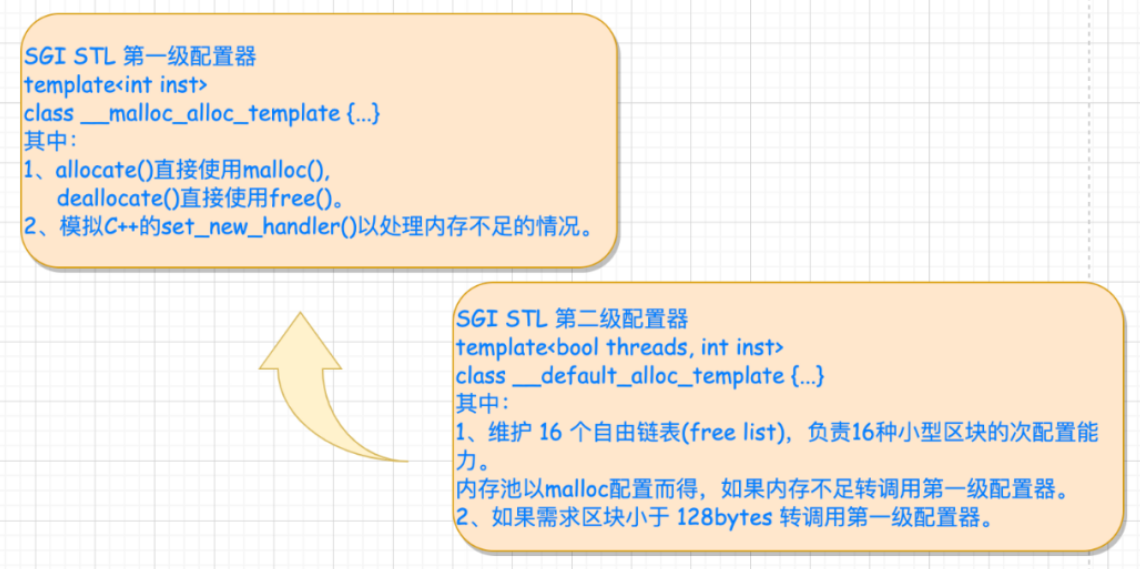 SGI STL 第一级配置器
template<int inst>
class __malloc_alloc_template {...}
其中：
1、allocate()直接使用malloc(),
deallocate()直接使用free()。
2、模拟C++的set_new_handler()以处理内存不足的情况。
SGI STL 第二级配置器
template<bool threads, int inst>
class __default_alloc_template {...}
其中：
1、维护 16 个自由链表(free list)，负责16种小型区块的次配置能
力。
内存池以malloc配置而得，如果内存不足转调用第一级配置器。
2、如果需求区块小于 128bytes 转调用第一级配置器。